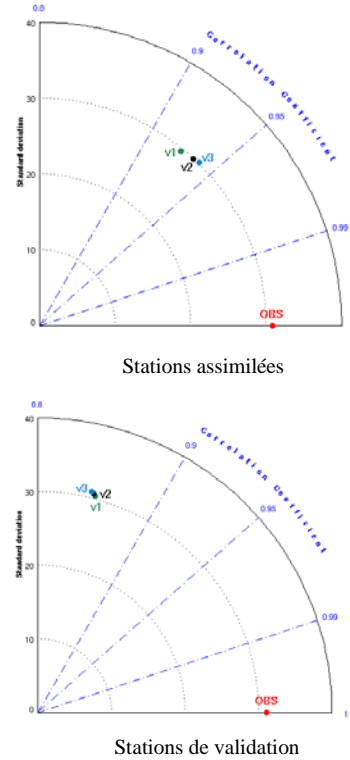 0.8
40
0.9
Correlation Coefficient
30
0.95
v1
v3
v2
Standard deviation
20
0.99
10
OBS
0
Stations assimilées
0.8
40
0.9
Correlation Coefficient
30
v3
v2
v1
0.95
Standard deviation
20
0.99
10
OBS
0
1
Stations de validation